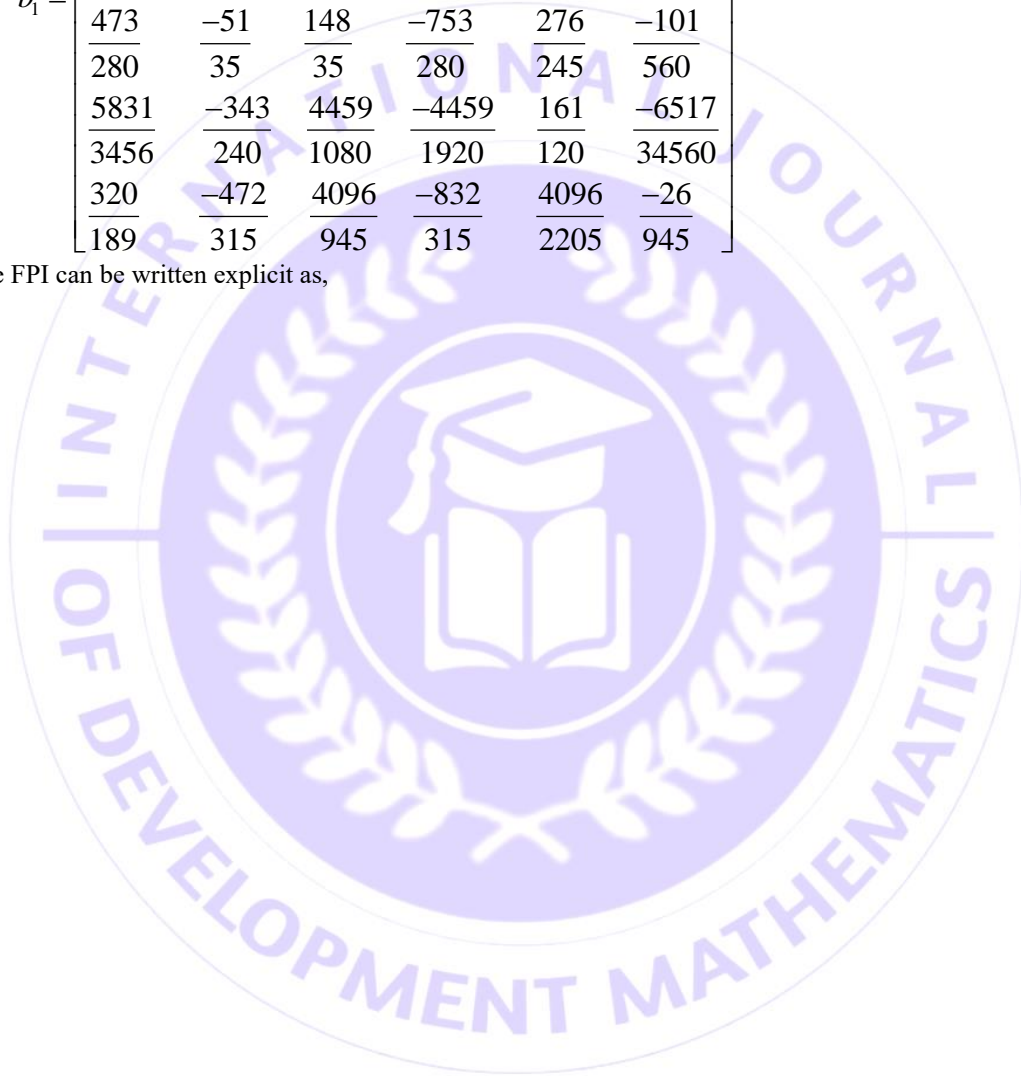 b₁ =
473/280 -51/35 148/35 -753/280 276/245 -101/560
5831/3456 -343/240 4459/1080 -4459/1920 161/120 -6517/34560
320/189 -472/315 4096/945 -832/315 4096/2205 -26/945
FPI can be written explicit as,
INTERNATIONAL JOURNAL
OF DEVELOPMENT MATHEMATICS